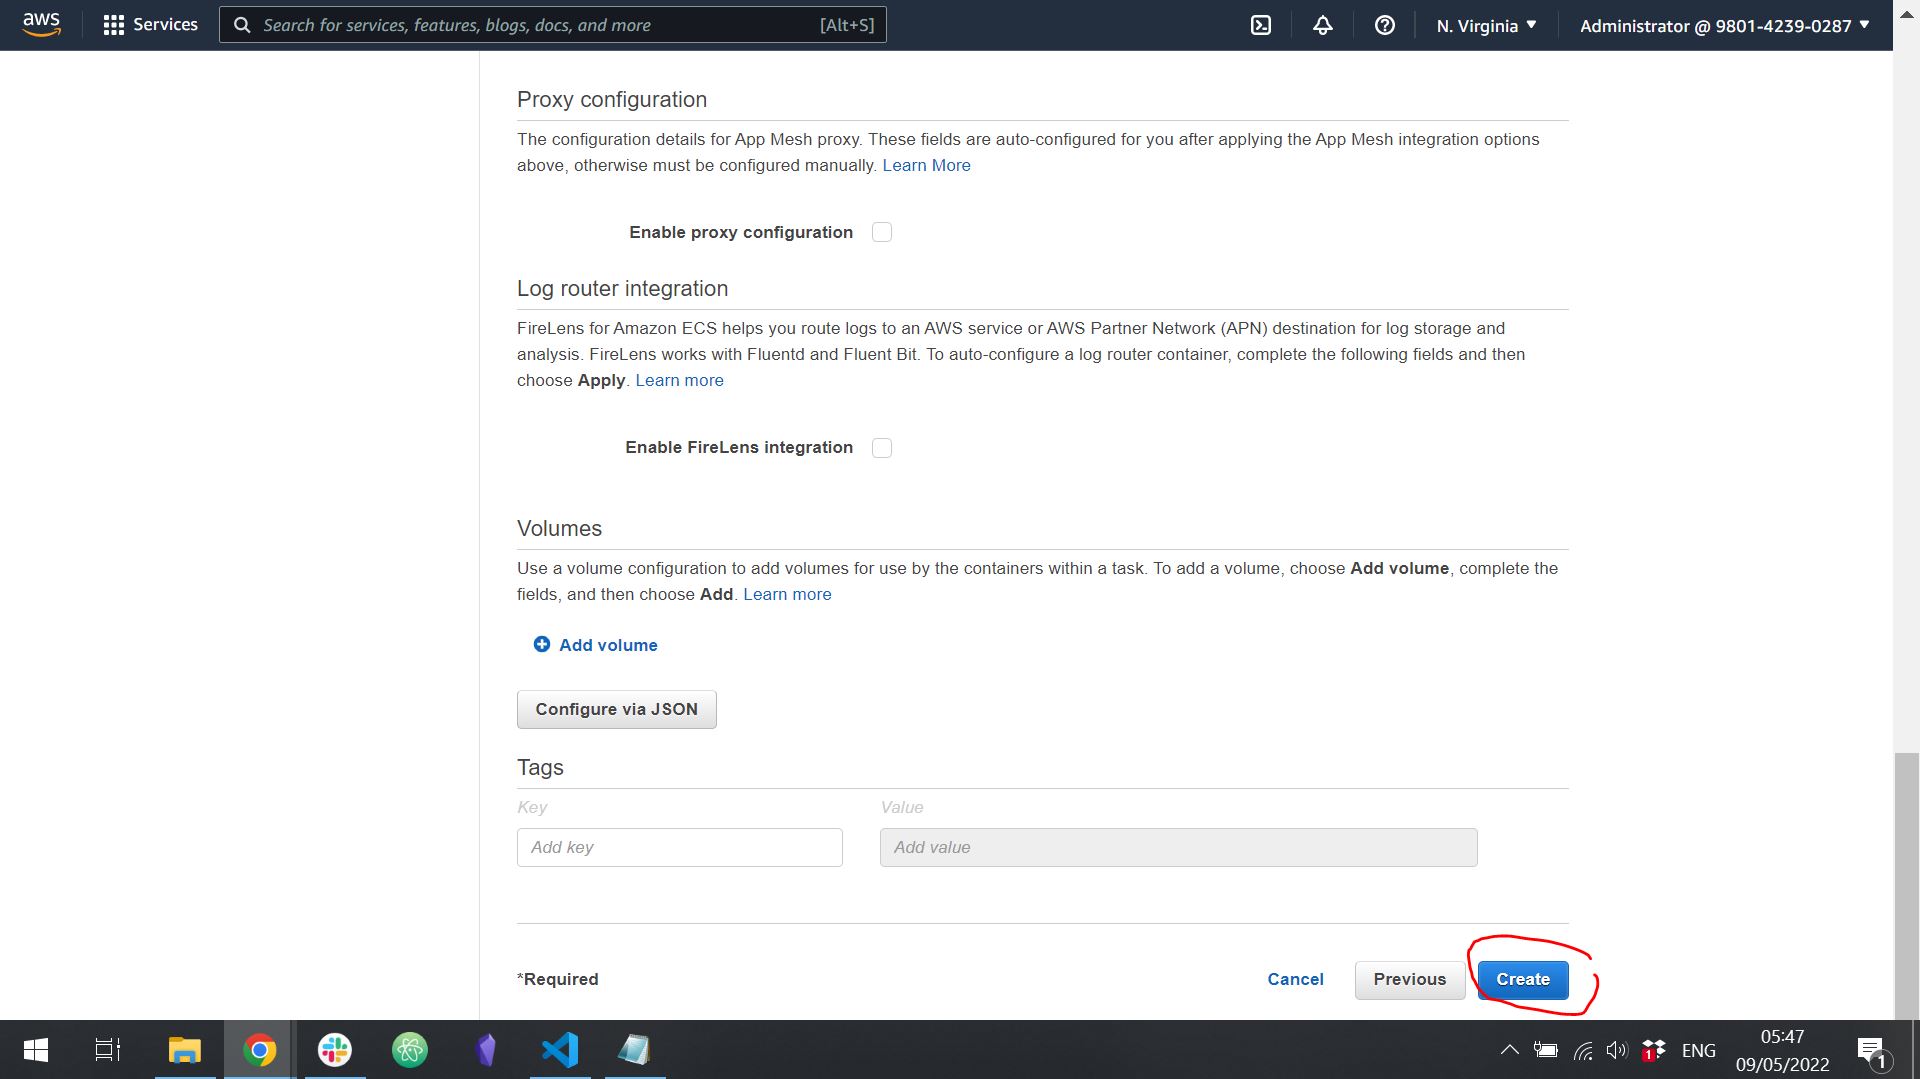 aws Services Search for services, features, blogs, docs, and more [Alt+S] N. Virginia Administrator @ 9801-4239-0287
Proxy configuration
The configuration details for App Mesh proxy. These fields are auto-configured for you after applying the App Mesh integration options
above, otherwise must be configured manually. Learn More
Enable proxy configuration
Log router integration
FireLens for Amazon ECS helps you route logs to an AWS service or AWS Partner Network (APN) destination for log storage and
analysis. FireLens works with Fluentd and Fluent Bit. To auto-configure a log router container, complete the following fields and then
choose Apply. Learn more
Enable FireLens integration
Volumes
Use a volume configuration to add volumes for use by the containers within a task. To add a volume, choose Add volume, complete the
fields, and then choose Add. Learn more
Add volume
Configure via JSON
Tags
Key Value
Add key Add value
*Required Cancel Previous Create
1 ENG 05:47 1
09/05/2022